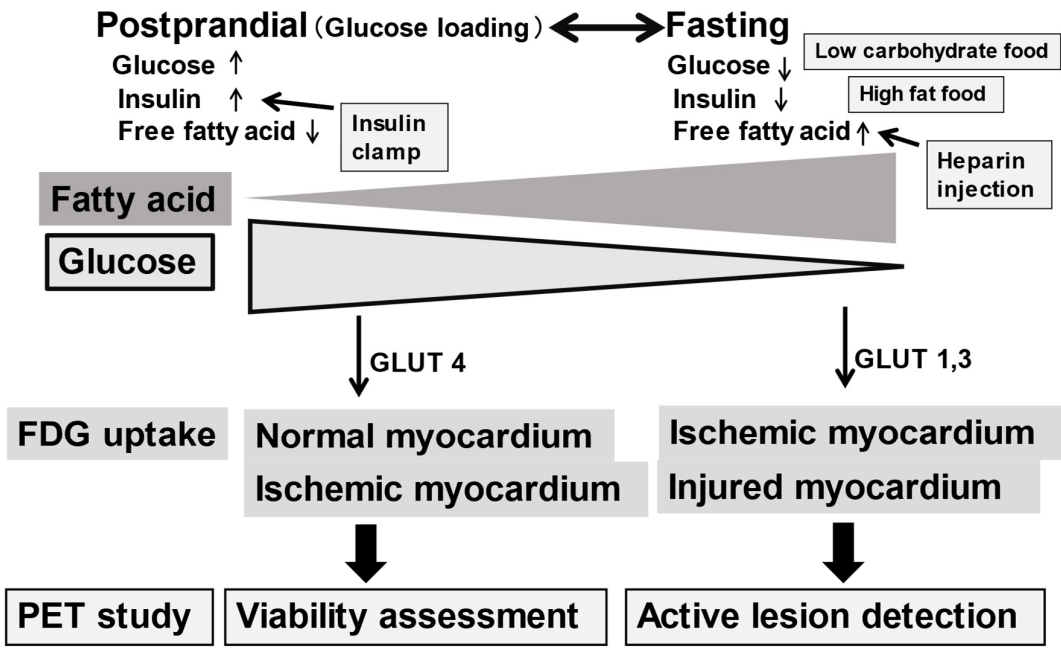 Postprandial (Glucose loading)
Glucose ↑
Insulin ↑
Free fatty acid ↓
Insulin
clamp
Fasting
Glucose ↓
Insulin ↓
Free fatty acid ↑
Low carbohydrate food
High fat food
Heparin
injection
Fatty acid
Glucose
GLUT 4
GLUT 1,3
FDG uptake
Normal myocardium
Ischemic myocardium
Ischemic myocardium
Injured myocardium
PET study
Viability assessment
Active lesion detection